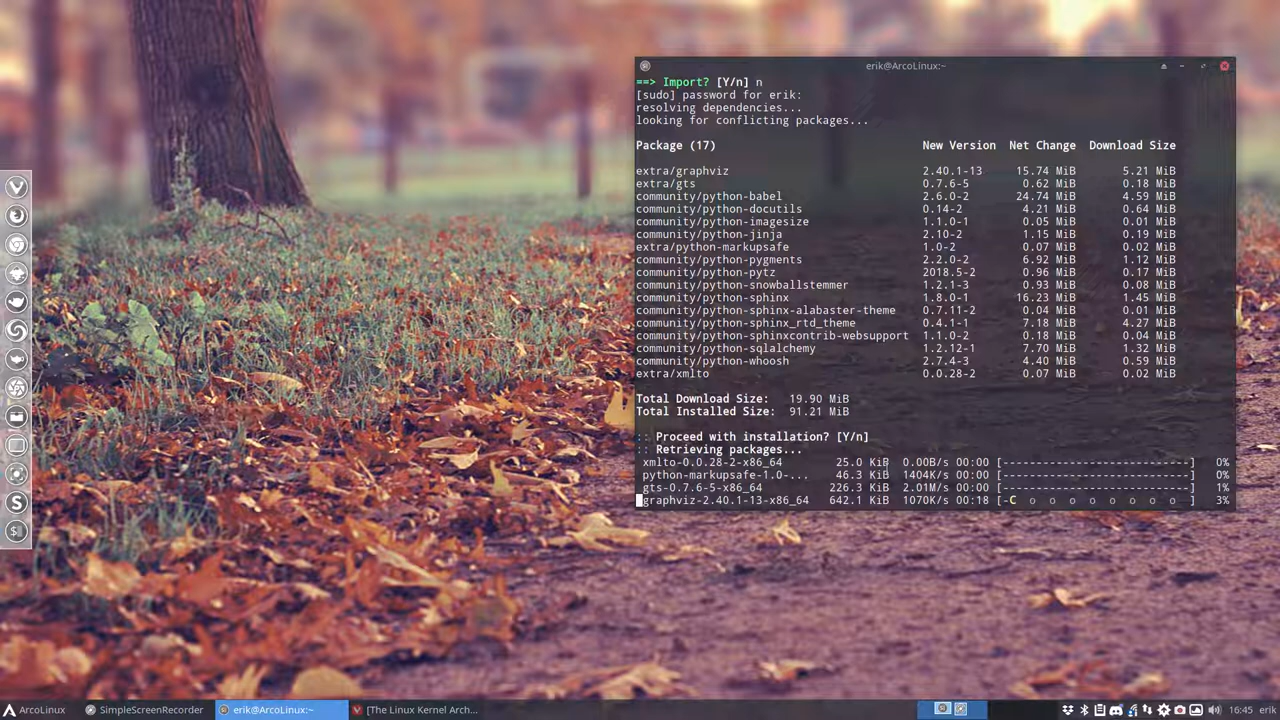 erik@ArcoLinux:~
==> Import? [Y/n] n
[sudo] password for erik:
resolving dependencies...
looking for conflicting packages...
Package (17) New Version Net Change Download Size
extra/graphviz 2.40.1-13 15.74 MiB 5.21 MiB
extra/gts 0.7.6-5 0.62 MiB 0.18 MiB
community/python-babel 2.6.0-2 24.74 MiB 4.59 MiB
community/python-docutils 0.14-2 4.21 MiB 0.64 MiB
community/python-imagesize 1.1.0-1 0.05 MiB 0.01 MiB
community/python-jinja 2.10-2 1.15 MiB 0.19 MiB
extra/python-markupsafe 1.0-2 0.07 MiB 0.02 MiB
community/python-pygments 2.2.0-2 6.92 MiB 1.12 MiB
community/python-pytz 2018.5-2 0.96 MiB 0.17 MiB
community/python-snowballstemmer 1.2.1-3 0.93 MiB 0.08 MiB
community/python-sphinx 1.8.0-1 16.23 MiB 1.45 MiB
community/python-sphinx-alabaster-theme 0.7.11-2 0.04 MiB 0.01 MiB
community/python-sphinx_rtd_theme 0.4.1-1 7.18 MiB 4.27 MiB
community/python-sphinxcontrib-websupport 1.1.0-2 0.18 MiB 0.04 MiB
community/python-sqlalchemy 1.2.12-1 7.70 MiB 1.32 MiB
community/python-whoosh 2.7.4-3 4.40 MiB 0.59 MiB
extra/xmlto 0.0.28-2 0.07 MiB 0.02 MiB
Total Download Size: 19.90 MiB
Total Installed Size: 91.21 MiB
:: Proceed with installation? [Y/n]
:: Retrieving packages...
xmlto-0.0.28-2-x86_64 25.0 KiB 0.00B/s 00:00 [----------------------------] 0%
python-markupsafe-1.0-... 46.3 KiB 1404K/s 00:00 [----------------------------] 0%
gts-0.7.6-5-x86_64 226.3 KiB 2.01M/s 00:00 [----------------------------] 1%
graphviz-2.40.1-13-x86_64 642.1 KiB 1070K/s 00:18 [-C o o o o o o o o ] 3%
ArcoLinux SimpleScreenRecorder erik@ArcoLinux:~ [The Linux Kernel Arch... 16:45 erik